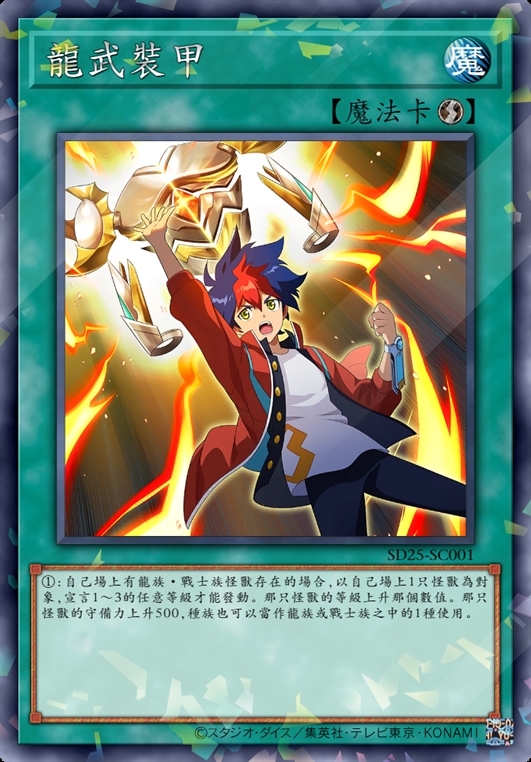 龍武裝甲
魔
【魔法卡】
SD25-SC001
①:自己場上有龍族・戰士族怪獸存在的場合,以自己場上1只怪獸為對
象,宣言1～3的任意等級才能發動。那只怪獸的等級上升那個數值。那只
怪獸的守備力上升500,種族也可以當作龍族或戰士族之中的1種使用。
©スタジオ・ダイス/集英社・テレビ東京・KONAMI